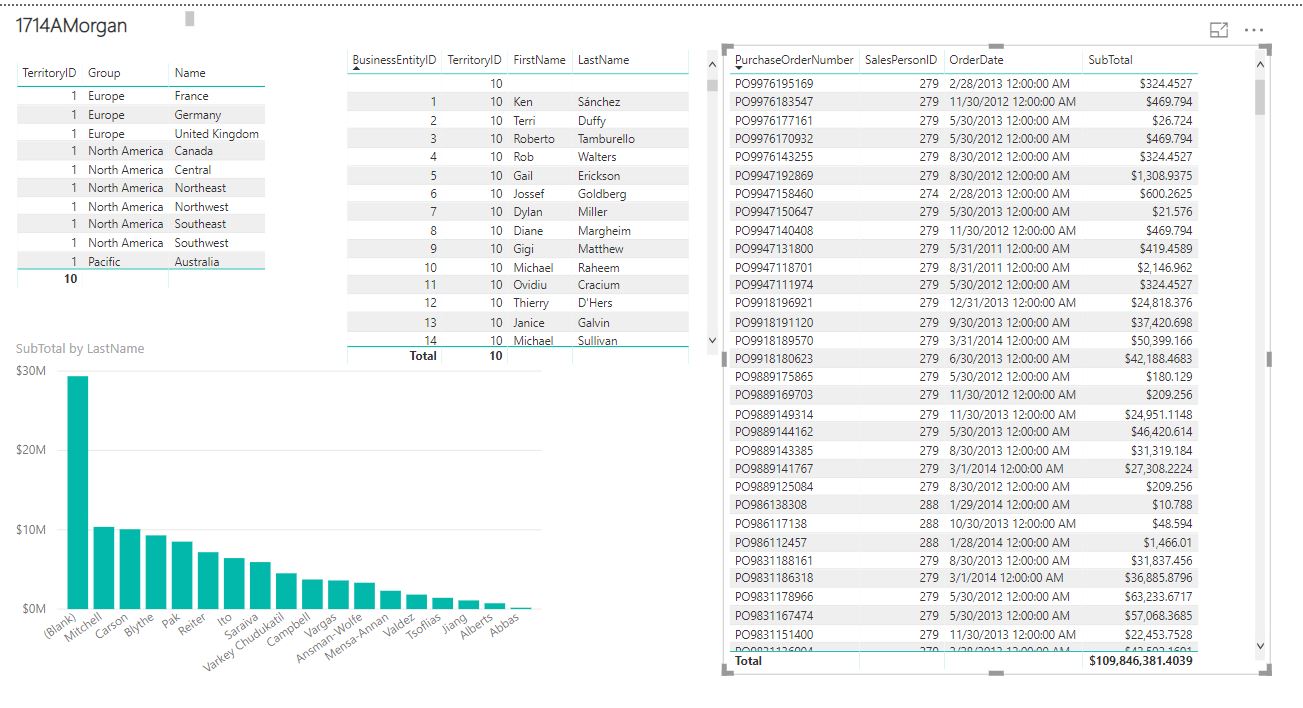 1714AMorgan
TerritoryID Group Name
1 Europe France
1 Europe Germany
1 Europe United Kingdom
1 North America Canada
1 North America Central
1 North America Northeast
1 North America Northwest
1 North America Southeast
1 North America Southwest
1 Pacific Australia
10
BusinessEntityID TerritoryID FirstName LastName
10
1 10 Ken Sánchez
2 10 Terri Duffy
3 10 Roberto Tamburello
4 10 Rob Walters
5 10 Gail Erickson
6 10 Jossef Goldberg
7 10 Dylan Miller
8 10 Diane Margheim
9 10 Gigi Matthew
10 10 Michael Raheem
11 10 Ovidiu Cracium
12 10 Thierry D'Hers
13 10 Janice Galvin
14 10 Michael Sullivan
Total 10
SubTotal by LastName
$30M
$20M
$10M
$0M
(Blank)
Mitchell
Carson
Blythe
Pak
Reiter
Ito
Saraiva
Varkey Chudukatil
Campbell
Vargas
Ansman-Wolfe
Mensa-Annan
Valdez
Tsoflias
Jiang
Alberts
Abbas
PurchaseOrderNumber SalesPersonID OrderDate SubTotal
PO9976195169 279 2/28/2013 12:00:00 AM $324.4527
PO9976183547 279 11/30/2012 12:00:00 AM $469.794
PO9976177161 279 5/30/2013 12:00:00 AM $26.724
PO9976170932 279 5/30/2012 12:00:00 AM $469.794
PO9976143255 279 8/30/2012 12:00:00 AM $324.4527
PO9947192869 279 8/30/2012 12:00:00 AM $1,308.9375
PO9947158460 274 2/28/2013 12:00:00 AM $600.2625
PO9947150647 279 5/30/2013 12:00:00 AM $21.576
PO9947140408 279 11/30/2012 12:00:00 AM $469.794
PO9947131800 279 5/31/2011 12:00:00 AM $419.4589
PO9947118701 279 8/31/2011 12:00:00 AM $2,146.962
PO9947111974 279 5/30/2012 12:00:00 AM $324.4527
PO9918196921 279 12/31/2013 12:00:00 AM $24,818.376
PO9918191120 279 9/30/2013 12:00:00 AM $37,420.698
PO9918189570 279 3/31/2014 12:00:00 AM $50,399.166
PO9918180623 279 6/30/2013 12:00:00 AM $42,188.4683
PO9889175865 279 5/30/2012 12:00:00 AM $180.129
PO9889169703 279 11/30/2012 12:00:00 AM $209.256
PO9889149314 279 11/30/2013 12:00:00 AM $24,951.1148
PO9889144162 279 5/30/2013 12:00:00 AM $46,420.614
PO9889143385 279 8/30/2013 12:00:00 AM $31,319.184
PO9889141767 279 3/1/2014 12:00:00 AM $27,308.2224
PO9889125084 279 8/30/2012 12:00:00 AM $209.256
PO986138308 288 1/29/2014 12:00:00 AM $10.788
PO986117138 288 10/30/2013 12:00:00 AM $48.594
PO986112457 288 1/28/2014 12:00:00 AM $1,466.01
PO9831188161 279 8/30/2013 12:00:00 AM $31,837.456
PO9831186318 279 3/1/2014 12:00:00 AM $36,885.8796
PO9831178966 279 5/30/2012 12:00:00 AM $63,233.6717
PO9831167474 279 5/30/2013 12:00:00 AM $57,068.3685
PO9831151400 279 11/30/2013 12:00:00 AM $22,453.7528
Total $109,846,381.4039